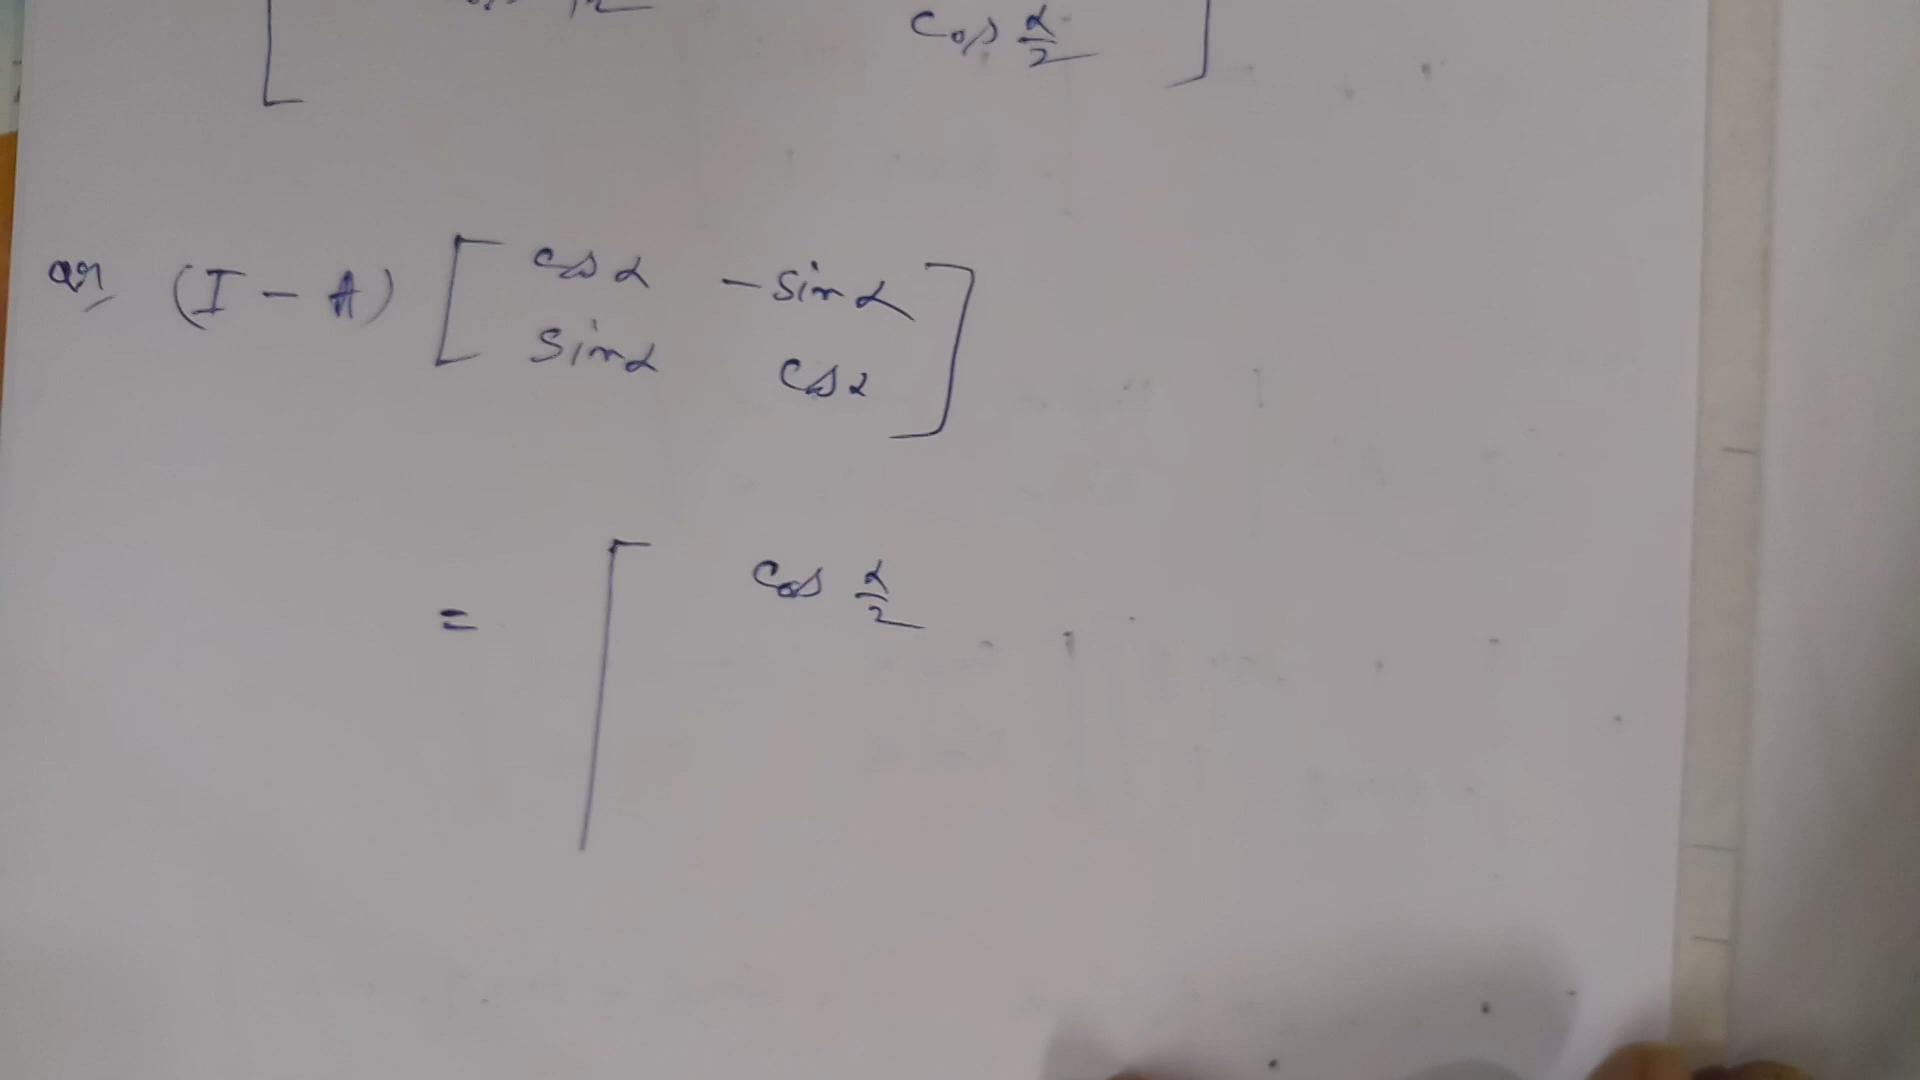 cos α/2
or, (I - A) [ cos α - sin α
sin α cos α ]
= [ cos α/2